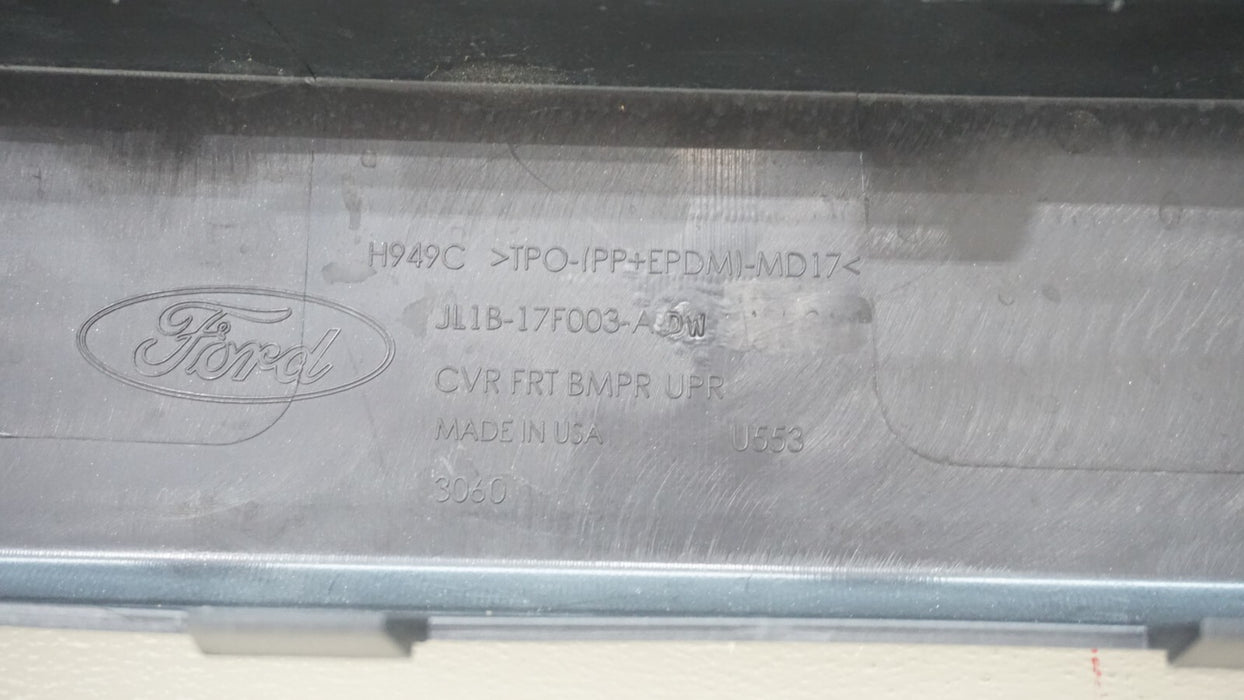 H949C >TPO-(PP+EPDM)-MD17<
Ford
JL1B-17F003-A DW
CVR FRT BMPR UPR
MADE IN USA U553
3060